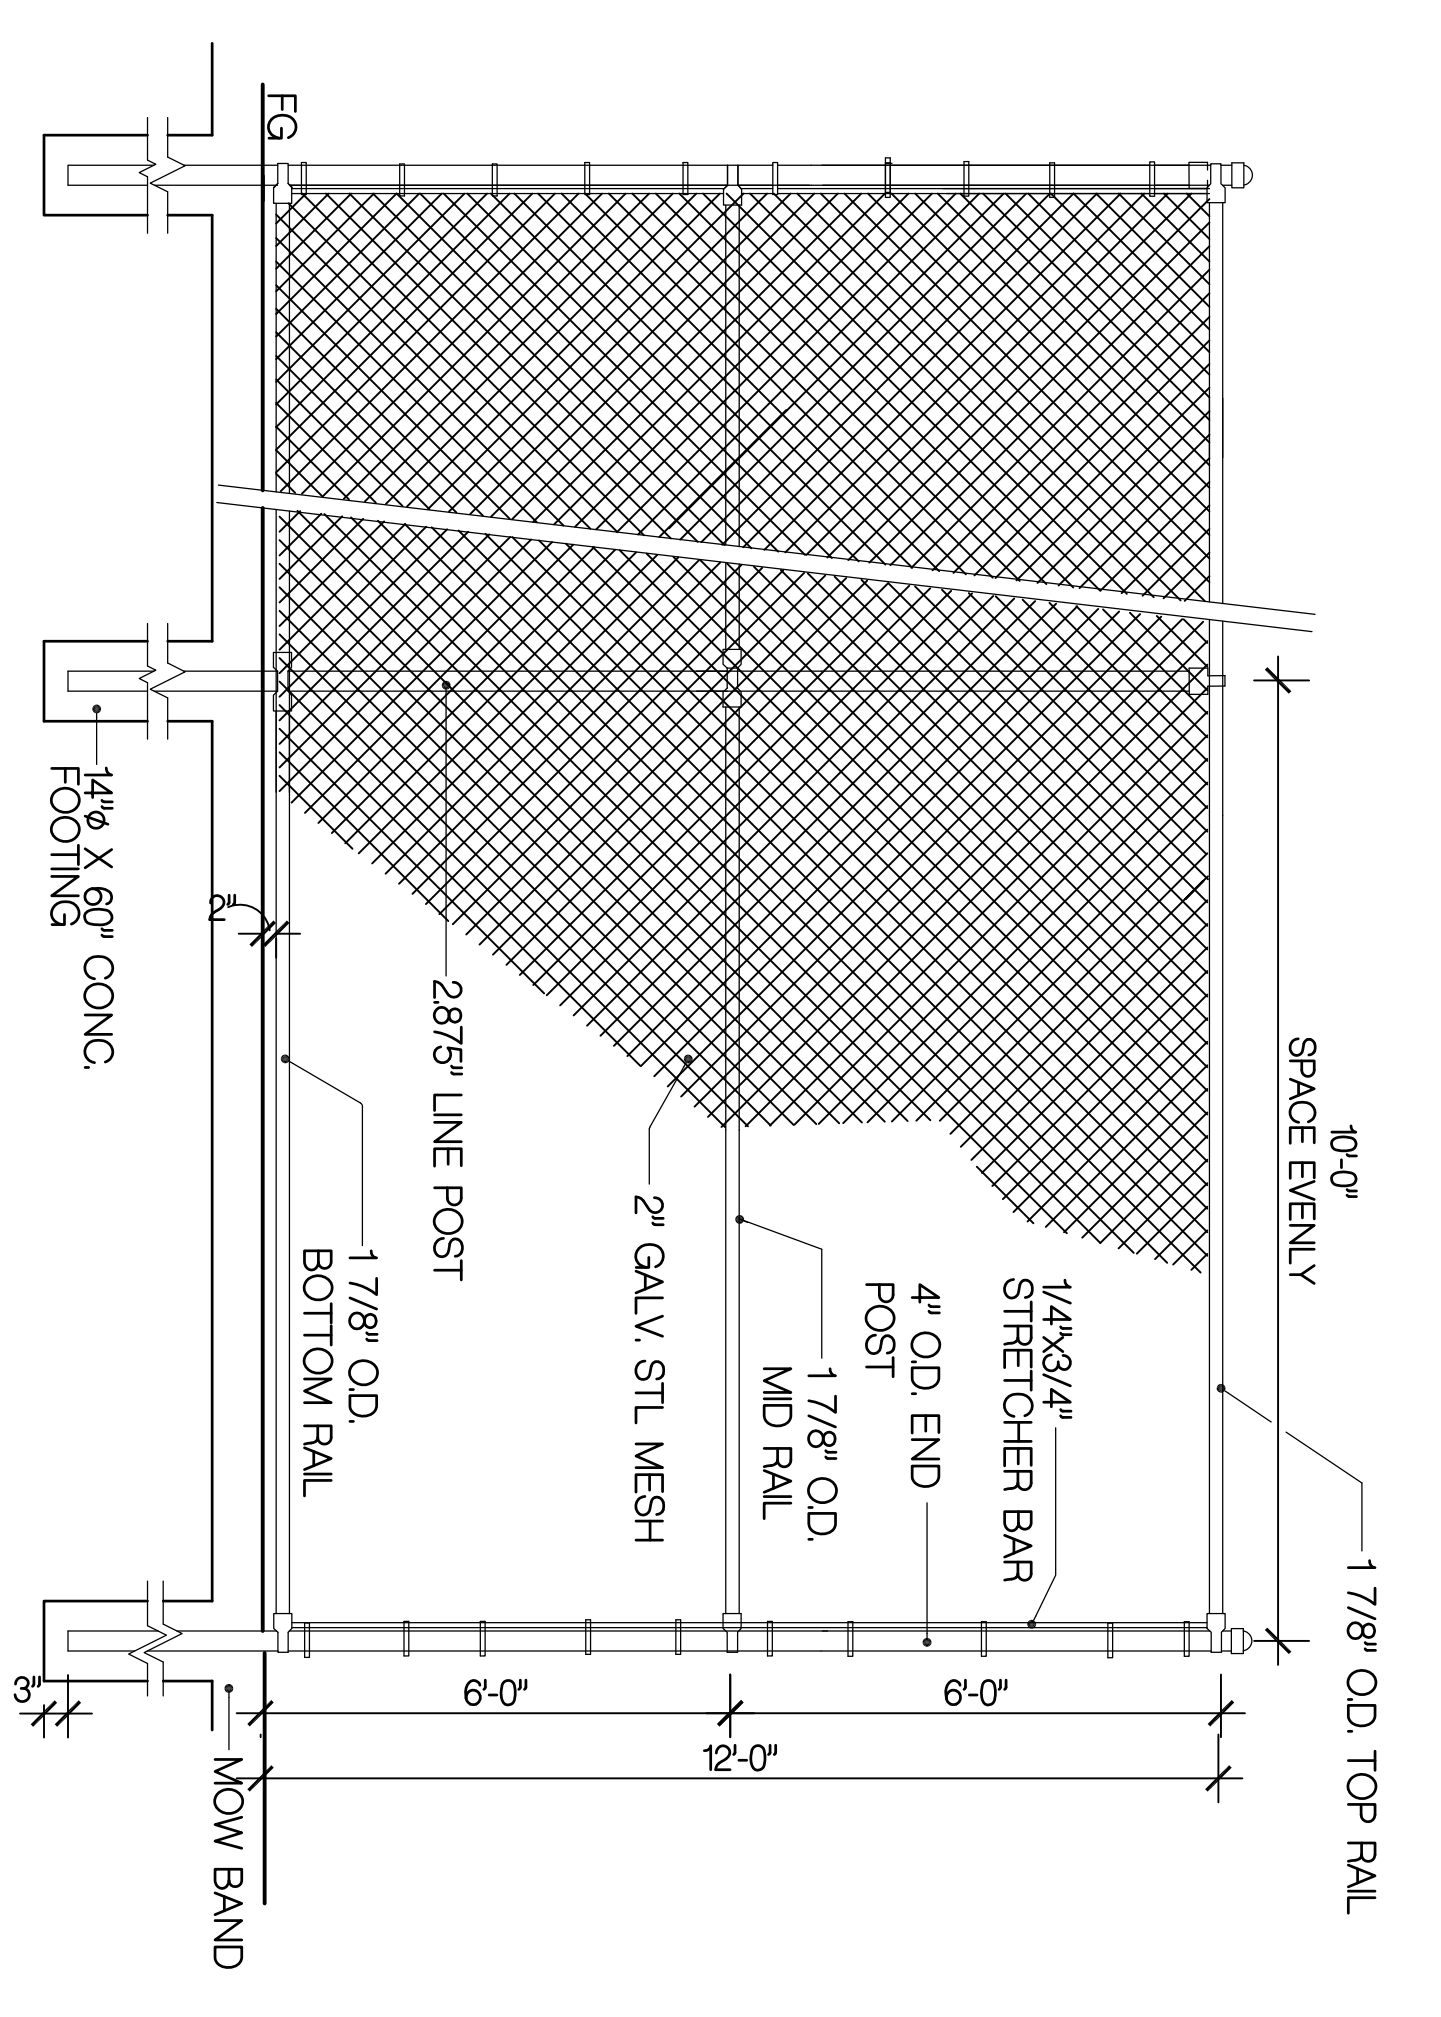 10'-0"
SPACE EVENLY
1 7/8" O.D. TOP RAIL
1/4"x3/4"
STRETCHER BAR
4" O.D. END
POST
1 7/8" O.D.
MID RAIL
2" GALV. STL MESH
2.875" LINE POST
1 7/8" O.D.
BOTTOM RAIL
6'-0"
6'-0"
12'-0"
FG
2"
14"ø X 60" CONC.
FOOTING
MOW BAND
3"